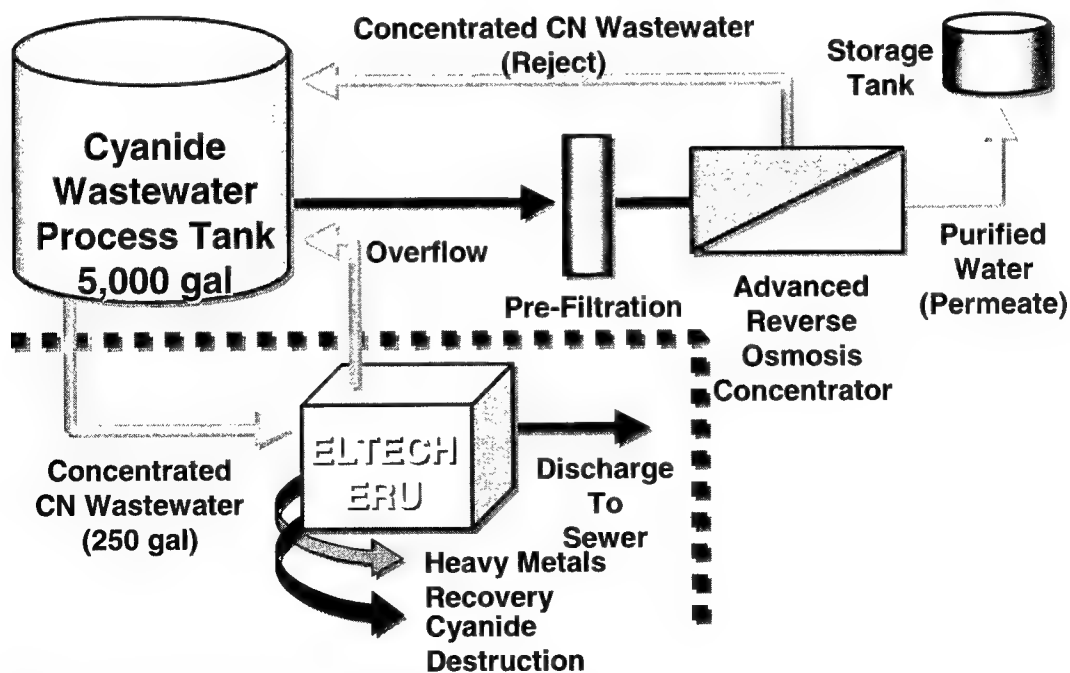 Concentrated CN Wastewater
(Reject)
Storage
Tank
Cyanide
Wastewater
Process Tank
5,000 gal
Overflow
Pre-Filtration
Advanced
Reverse
Osmosis
Concentrator
Purified
Water
(Permeate)
ELTECH
ERU
Concentrated
CN Wastewater
(250 gal)
Discharge
To
Sewer
Heavy Metals
Recovery
Cyanide
Destruction